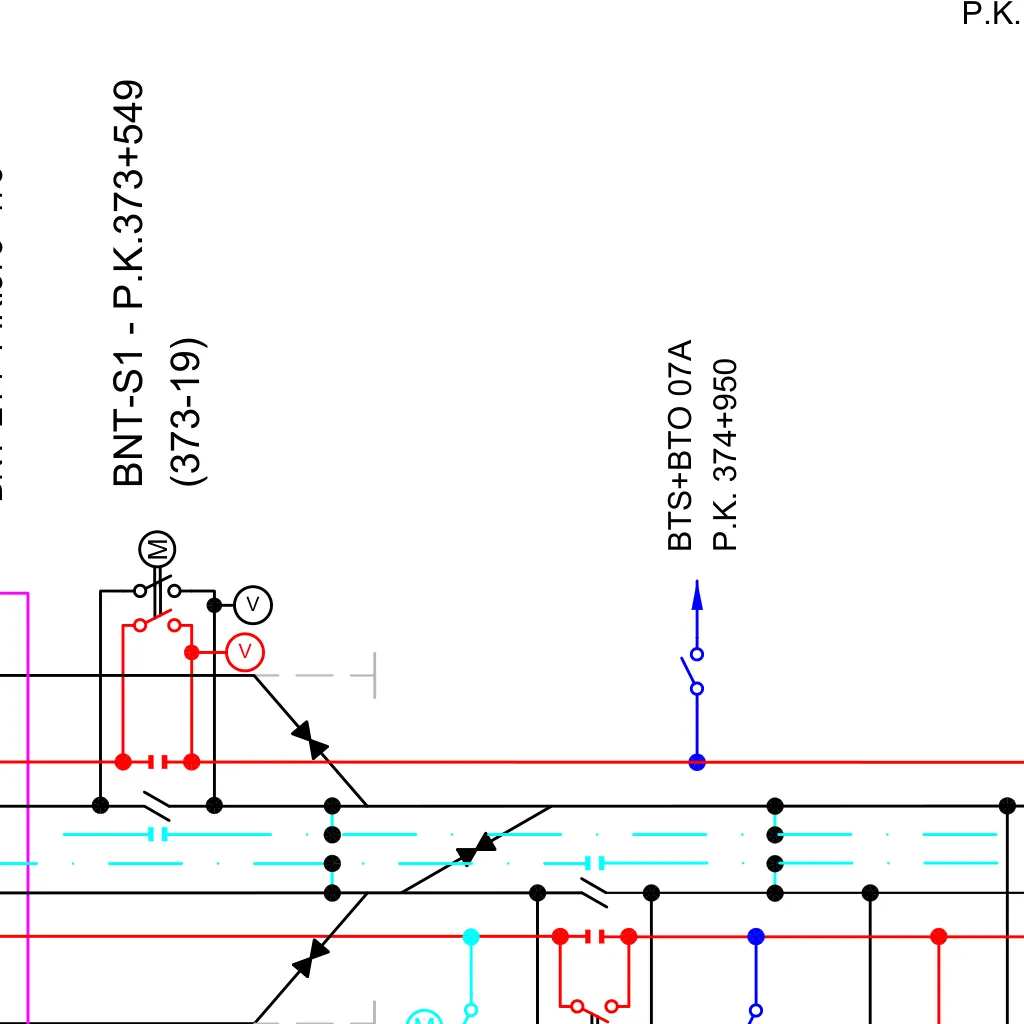 P.K.
BNT-S1 - P.K.373+549
(373-19)
BTS+BTO 07A
P.K. 374+950
M
V
V
M